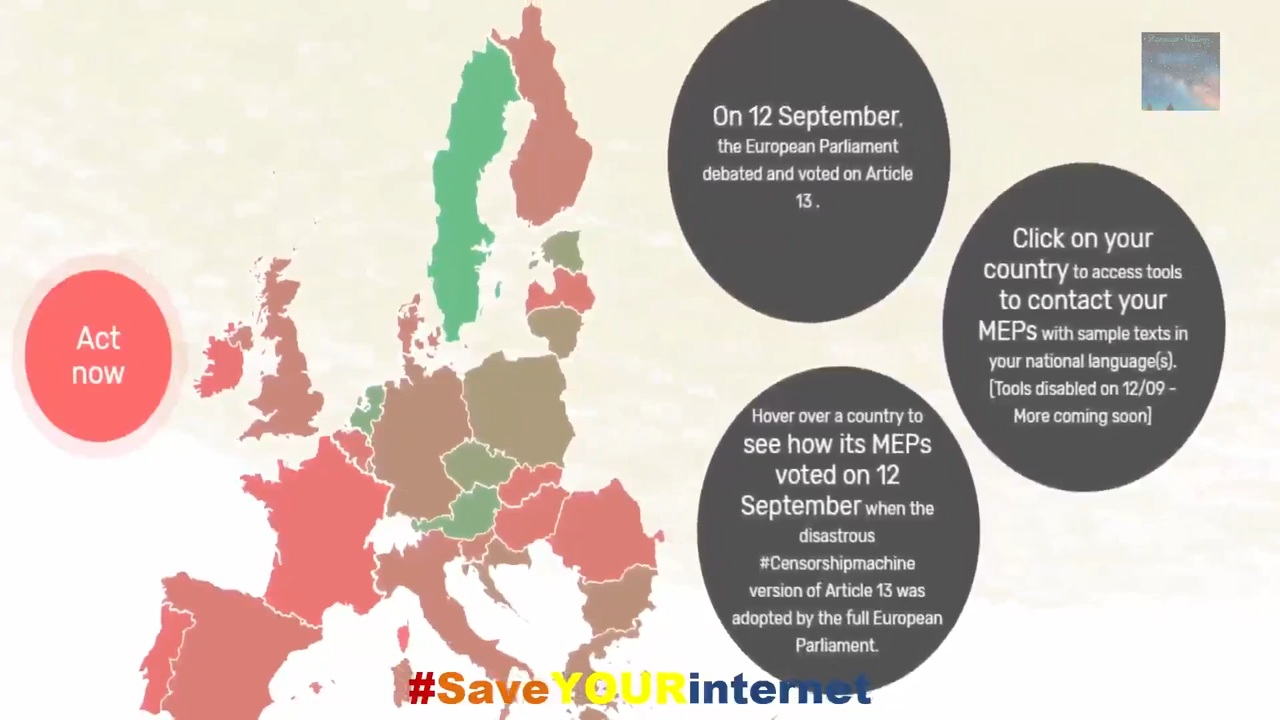 Act
now
On 12 September,
the European Parliament
debated and voted on Article
13 .
Click on your
country to access tools
to contact your
MEPs with sample texts in
your national language(s).
[Tools disabled on 12/09 -
More coming soon]
Hover over a country to
see how its MEPs
voted on 12
September when the
disastrous
#Censorshipmachine
version of Article 13 was
adopted by the full European
Parliament.
#SaveYOURinternet